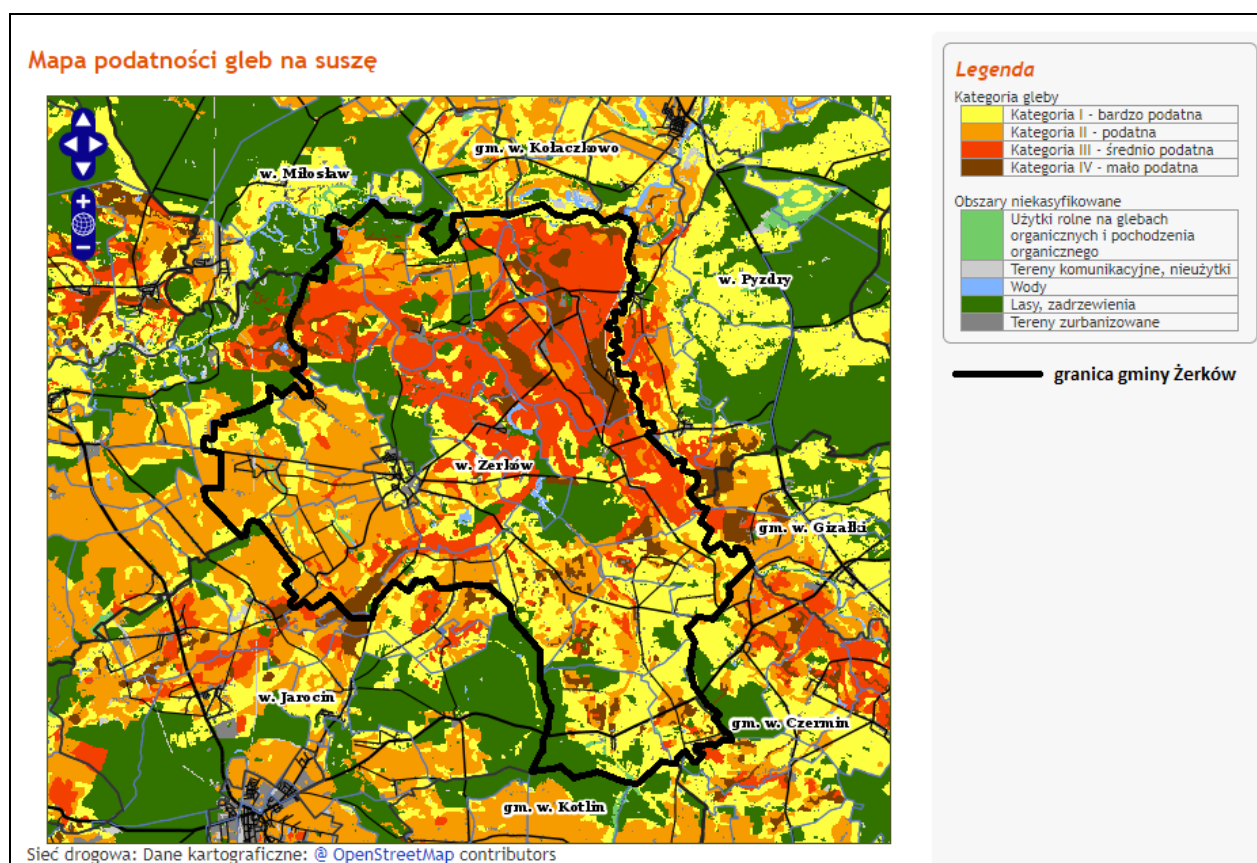 Mapa podatności gleb na suszę
gm. w. Kołaczkowo
w. Miłosław
w. Pyzdry
w. Żerków
gm. w. Gizałki
w. Jarocin
gm. w. Czermin
gm. w. Kotlin
Sieć drogowa: Dane kartograficzne: @ OpenStreetMap contributors
Legenda
Kategoria gleby
Kategoria I - bardzo podatna
Kategoria II - podatna
Kategoria III - średnio podatna
Kategoria IV - mało podatna
Obszary niekasyfikowane
Użytki rolne na glebach
organicznych i pochodzenia
organicznego
Tereny komunikacyjne, nieużytki
Wody
Lasy, zadrzewienia
Tereny zurbanizowane
granica gminy Żerków